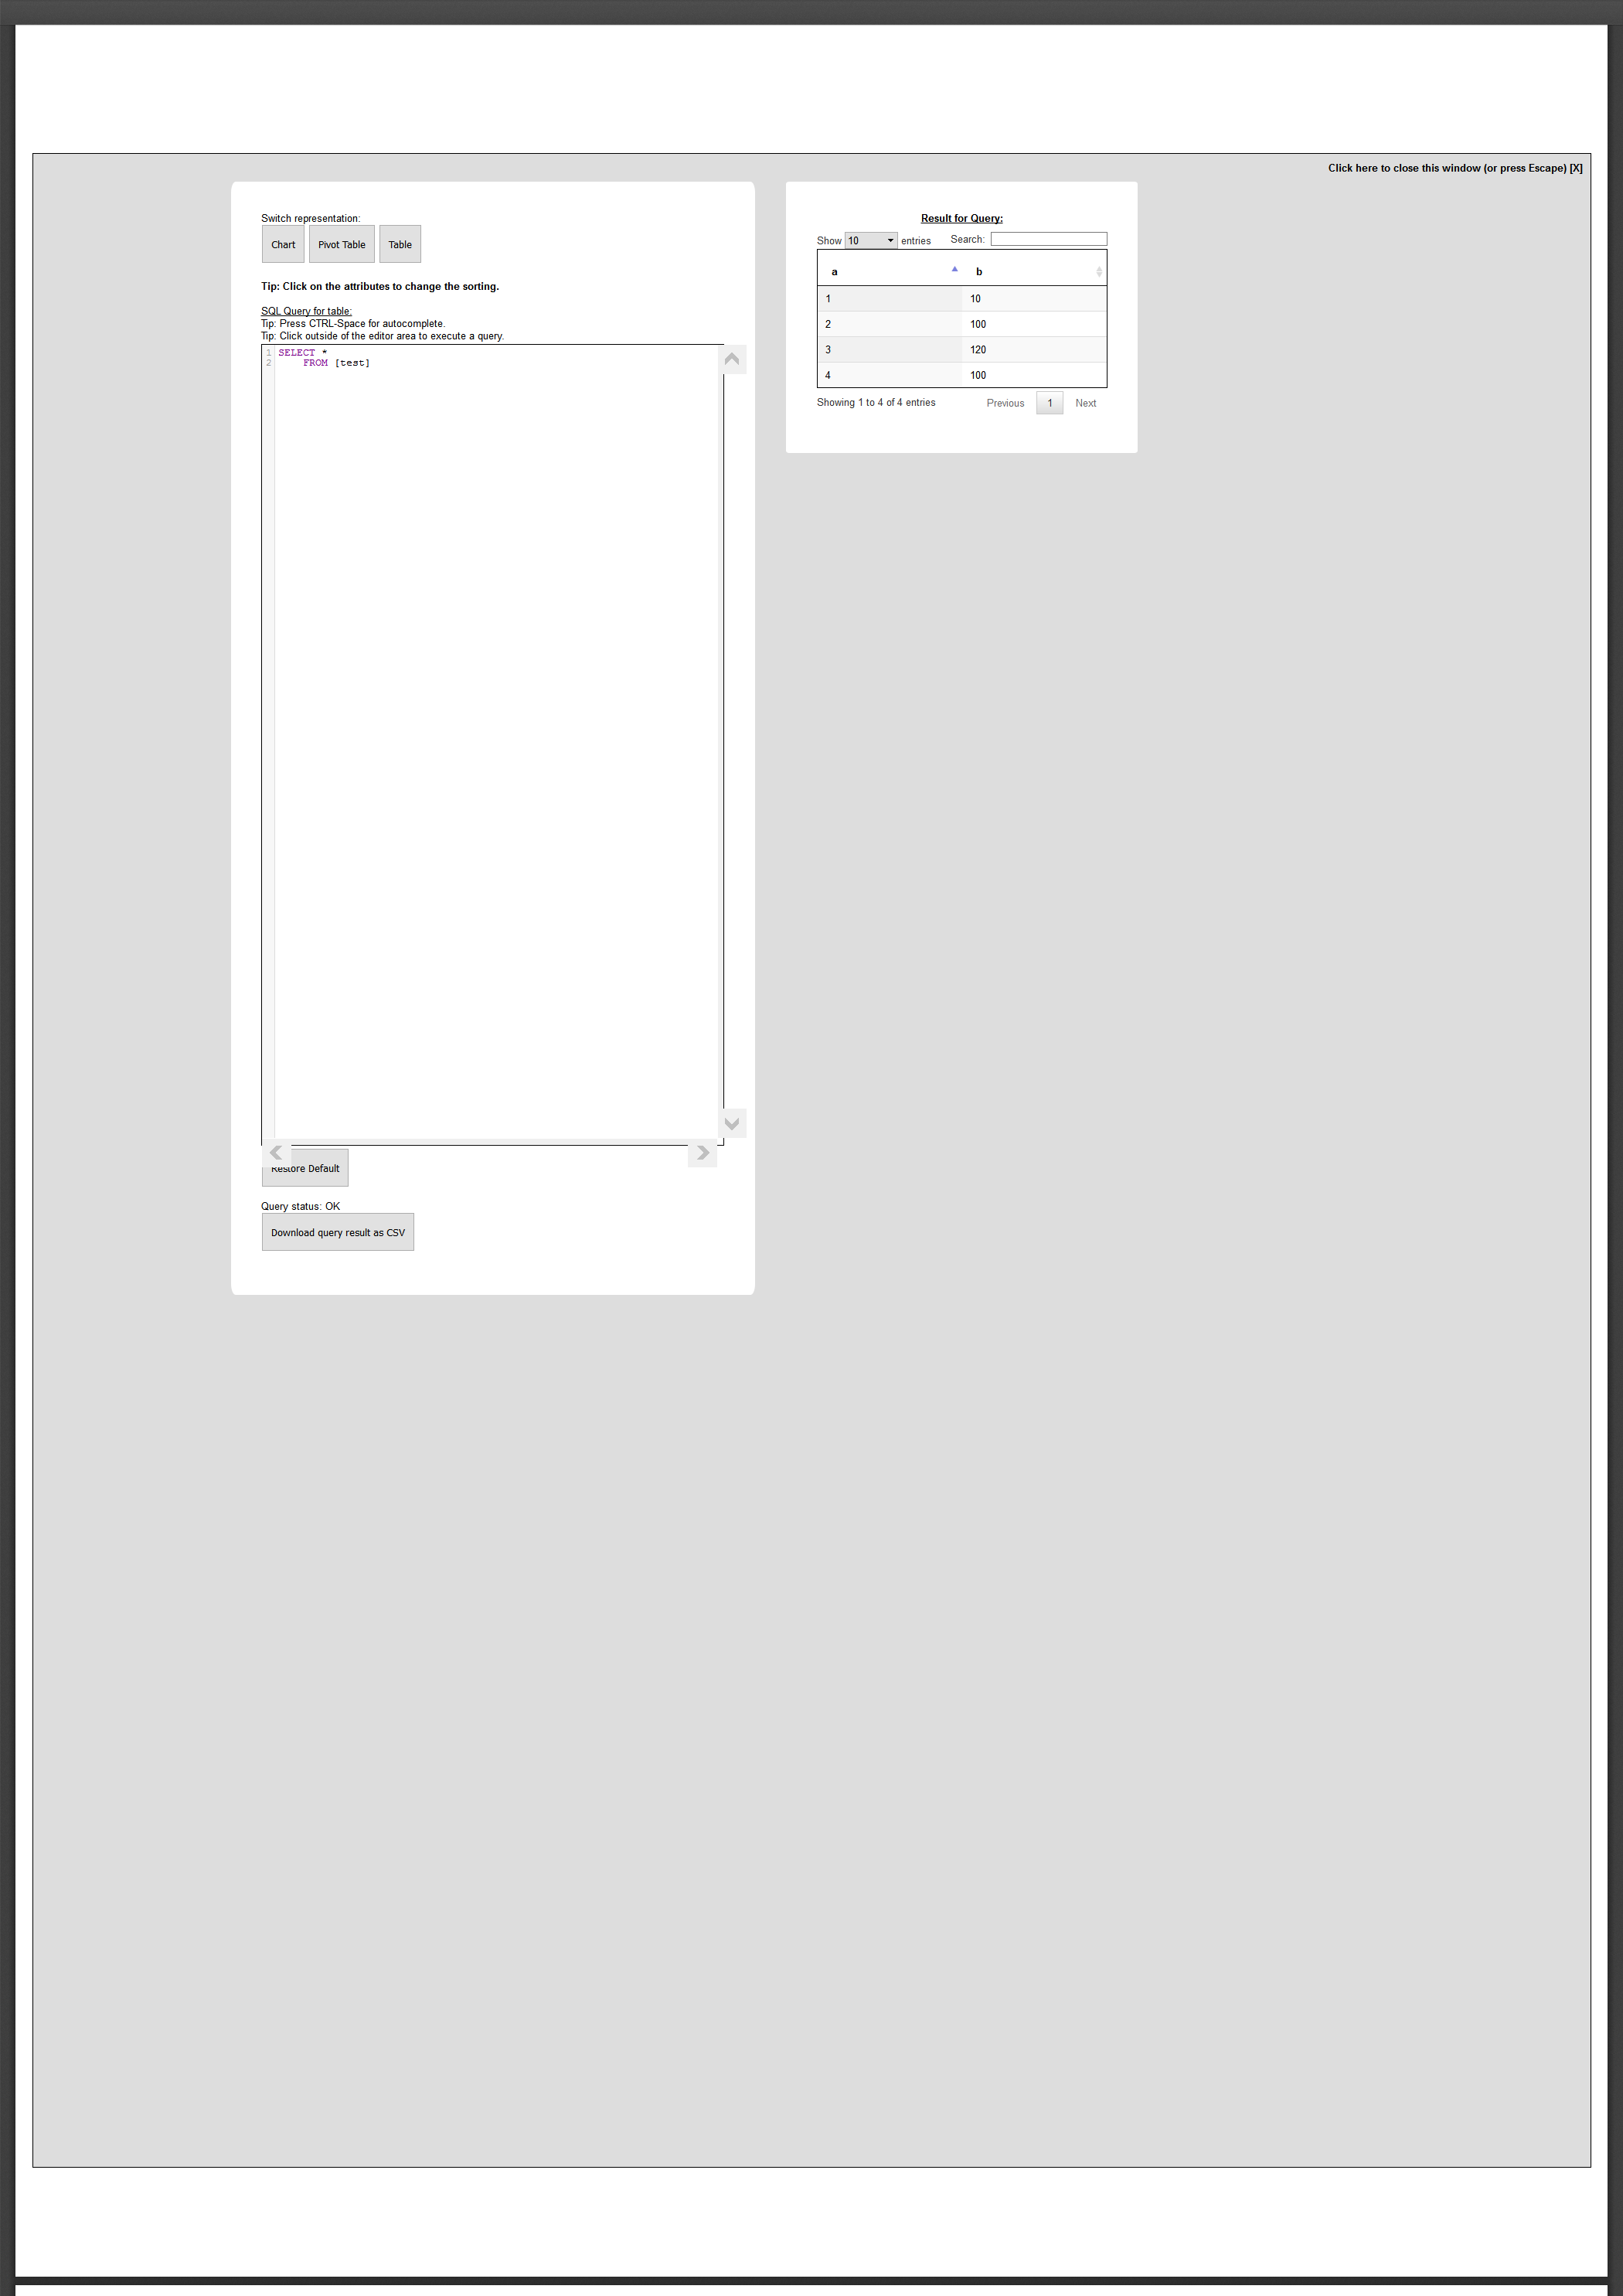 Click here to close this window (or press Escape) [X]
Switch representation:
Chart Pivot Table Table
Tip: Click on the attributes to change the sorting.
SQL Query for table:
Tip: Press CTRL-Space for autocomplete.
Tip: Click outside of the editor area to execute a query.
1 SELECT *
2 FROM [test]
Restore Default
Query status: OK
Download query result as CSV
Result for Query:
Show 10 entries Search:
a b
1 10
2 100
3 120
4 100
Showing 1 to 4 of 4 entries Previous 1 Next